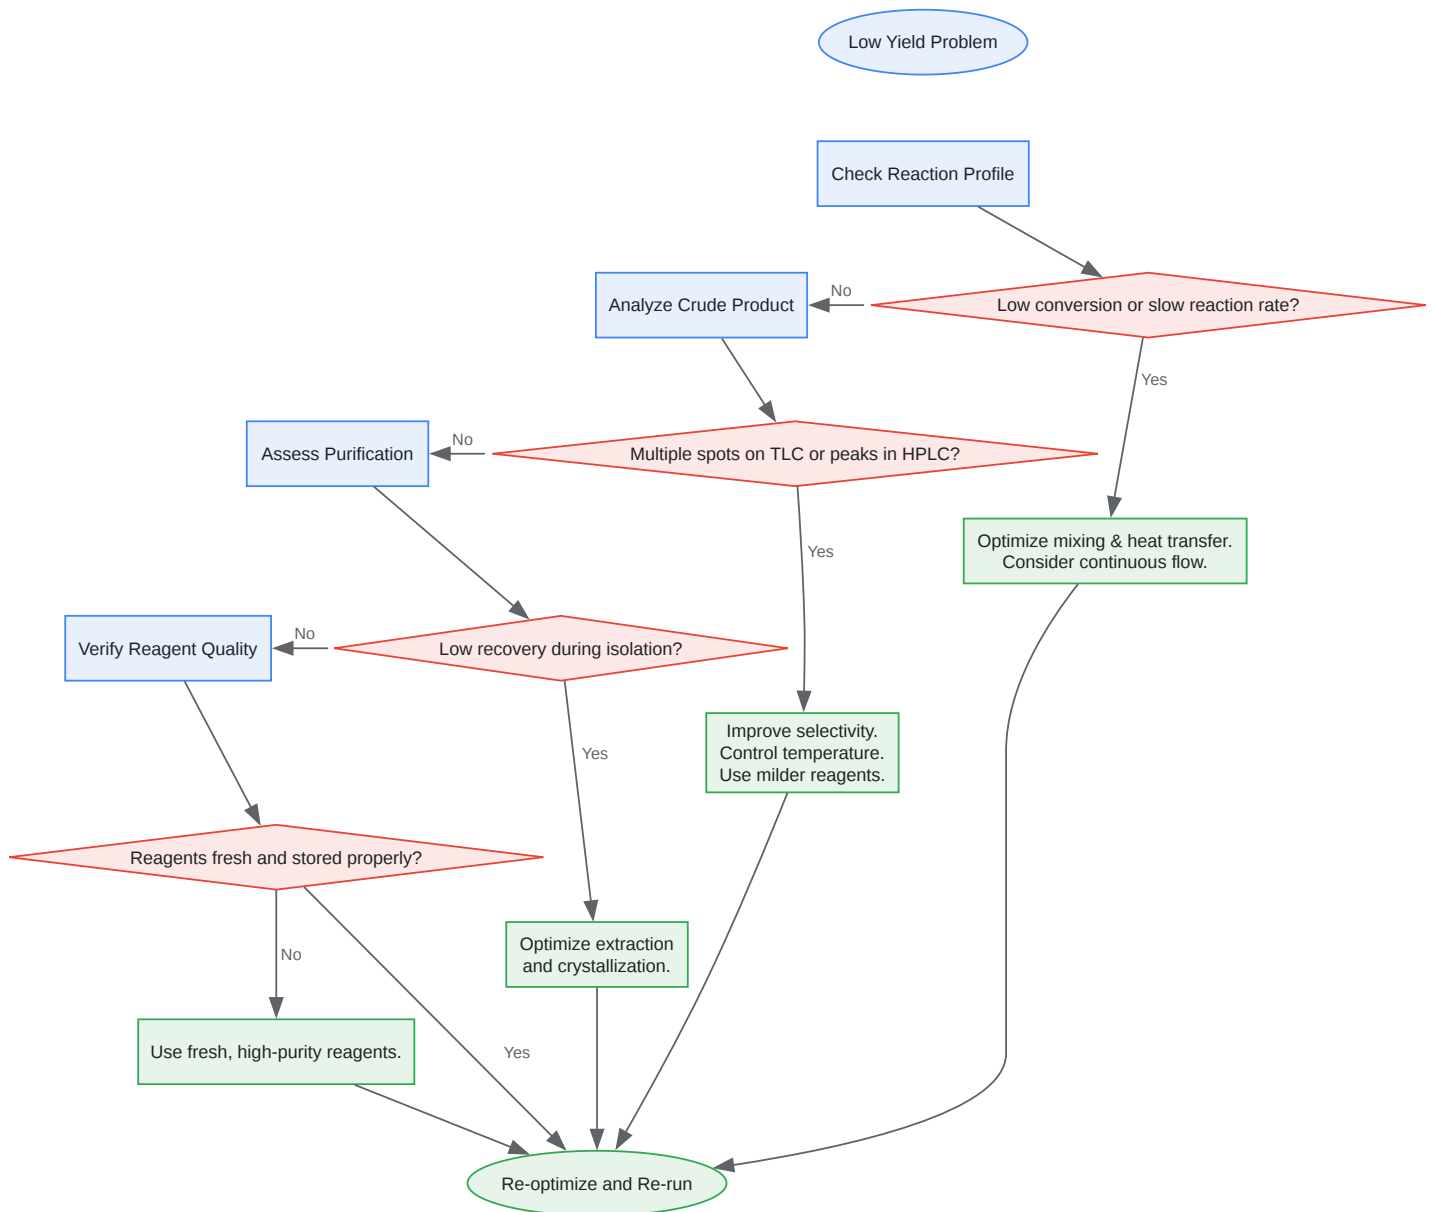 Low Yield Problem
Check Reaction Profile
Analyze Crude Product
No
Low conversion or slow reaction rate?
Yes
Assess Purification
No
Multiple spots on TLC or peaks in HPLC?
Yes
Optimize mixing & heat transfer.
Consider continuous flow.
Verify Reagent Quality
No
Low recovery during isolation?
Yes
Improve selectivity.
Control temperature.
Use milder reagents.
Reagents fresh and stored properly?
No
Optimize extraction
and crystallization.
Use fresh, high-purity reagents.
Yes
Re-optimize and Re-run